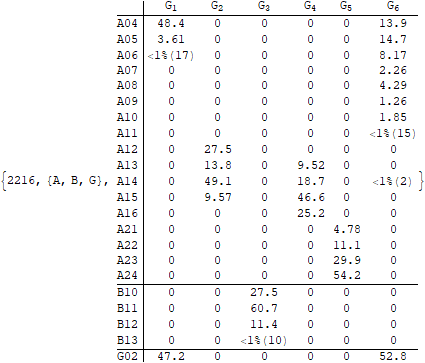 G₁ G₂ G₃ G₄ G₅ G₆
A04 48.4 0 0 0 0 13.9
A05 3.61 0 0 0 0 14.7
A06 <1%(17) 0 0 0 0 8.17
A07 0 0 0 0 0 2.26
A08 0 0 0 0 0 4.29
A09 0 0 0 0 0 1.26
A10 0 0 0 0 0 1.85
A11 0 0 0 0 0 <1%(15)
A12 0 27.5 0 0 0 0
A13 0 13.8 0 9.52 0 0
{2216, {A, B, G}, A14 0 49.1 0 18.7 0 <1%(2) }
A15 0 9.57 0 46.6 0 0
A16 0 0 0 25.2 0 0
A21 0 0 0 0 4.78 0
A22 0 0 0 0 11.1 0
A23 0 0 0 0 29.9 0
A24 0 0 0 0 54.2 0
B10 0 0 27.5 0 0 0
B11 0 0 60.7 0 0 0
B12 0 0 11.4 0 0 0
B13 0 0 <1%(10) 0 0 0
G02 47.2 0 0 0 0 52.8